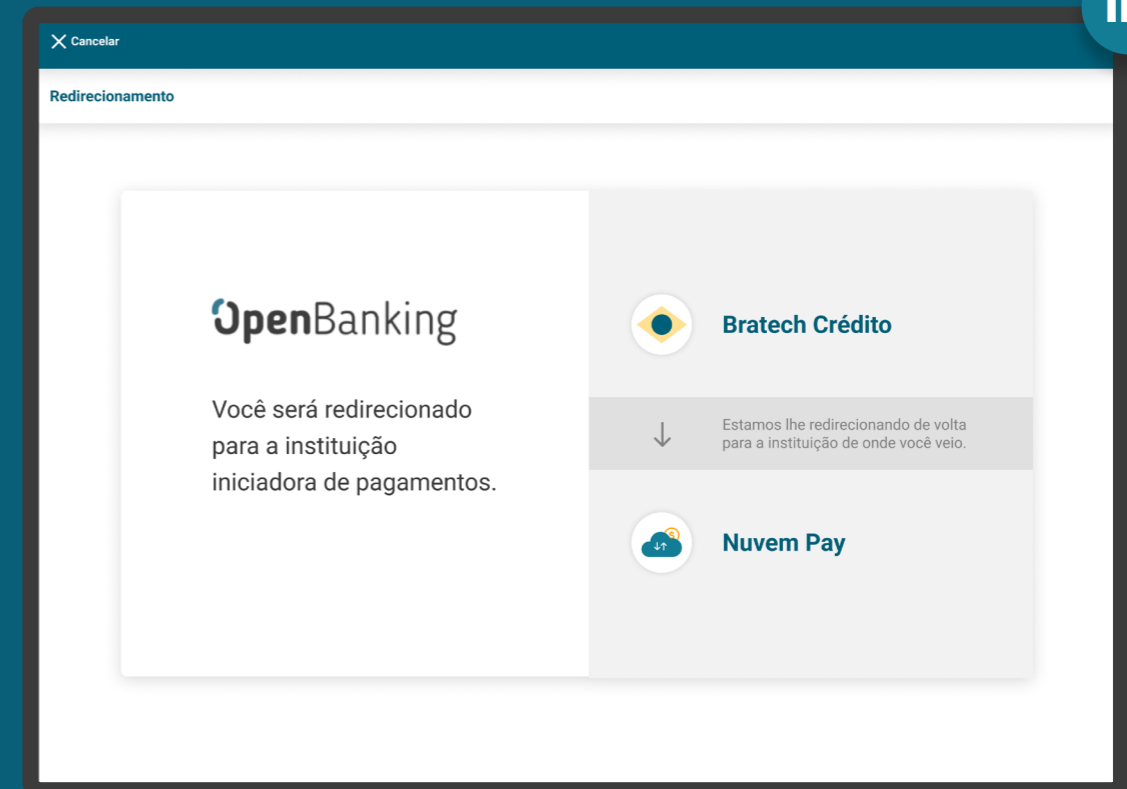 Cancelar
Redirecionamento
OpenBanking
Você será redirecionado
para a instituição
iniciadora de pagamentos.
Bratech Crédito
Estamos lhe redirecionando de volta
para a instituição de onde você veio.
Nuvem Pay